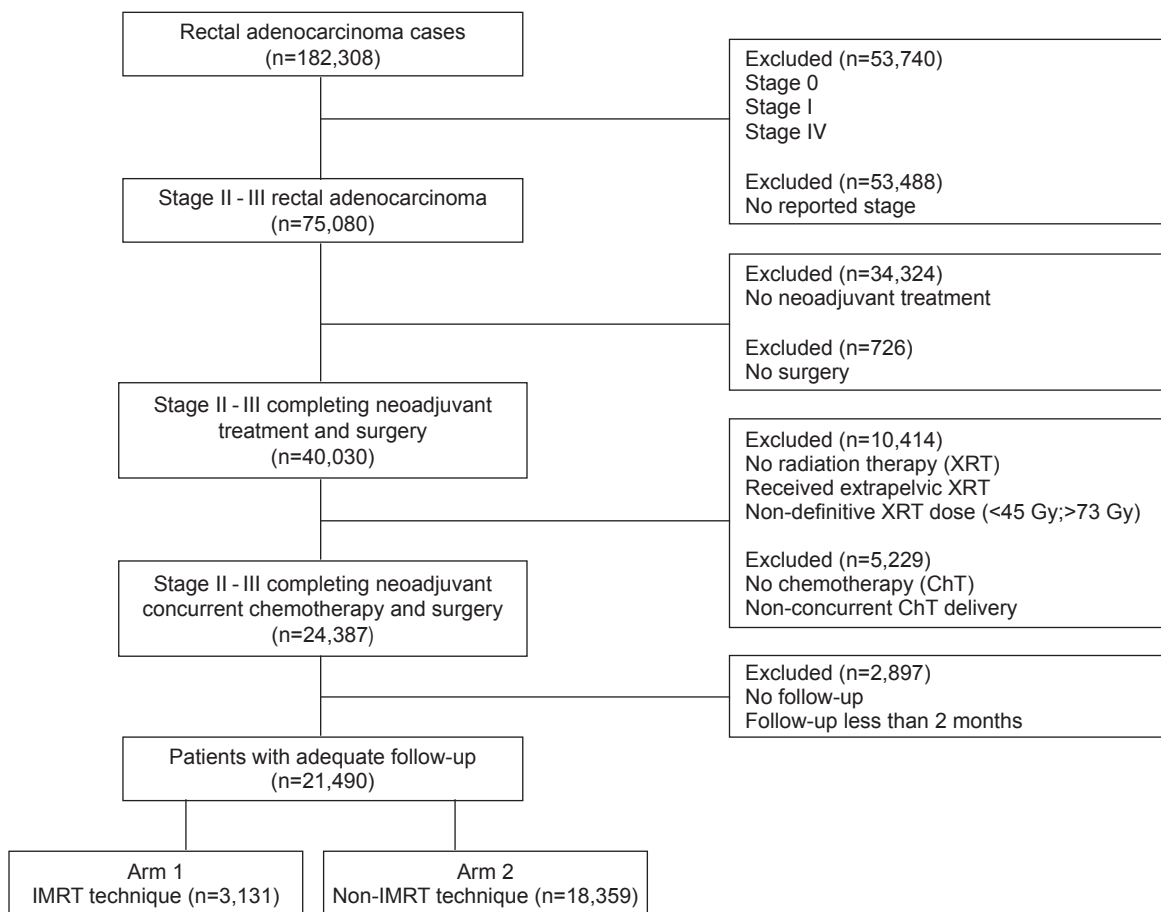 Rectal adenocarcinoma cases
(n=182,308)
Excluded (n=53,740)
Stage 0
Stage I
Stage IV
Excluded (n=53,488)
No reported stage
Stage II - III rectal adenocarcinoma
(n=75,080)
Excluded (n=34,324)
No neoadjuvant treatment
Excluded (n=726)
No surgery
Stage II - III completing neoadjuvant
treatment and surgery
(n=40,030)
Excluded (n=10,414)
No radiation therapy (XRT)
Received extrapelvic XRT
Non-definitive XRT dose (<45 Gy;>73 Gy)
Excluded (n=5,229)
No chemotherapy (ChT)
Non-concurrent ChT delivery
Stage II - III completing neoadjuvant
concurrent chemotherapy and surgery
(n=24,387)
Excluded (n=2,897)
No follow-up
Follow-up less than 2 months
Patients with adequate follow-up
(n=21,490)
Arm 1
IMRT technique (n=3,131)
Arm 2
Non-IMRT technique (n=18,359)